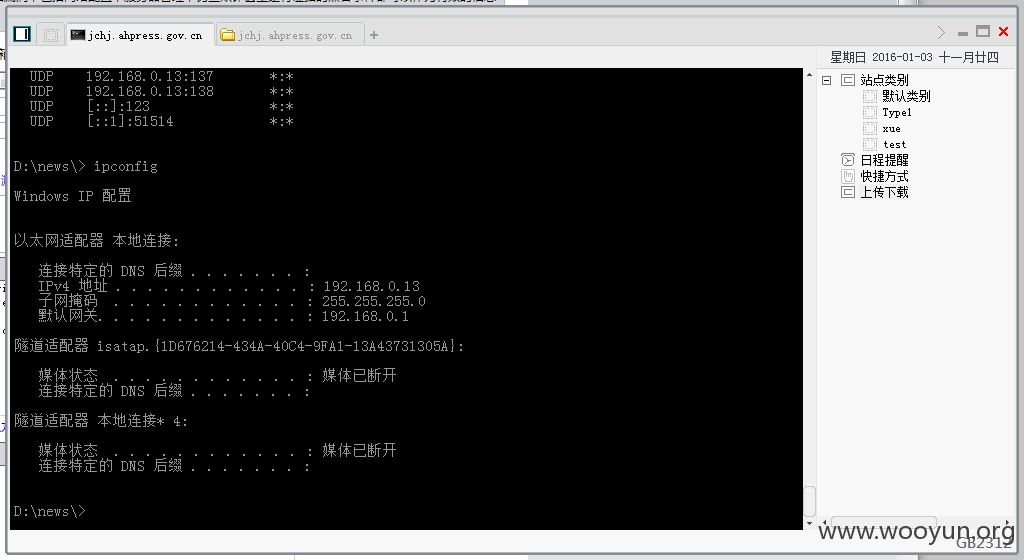 jchj.ahpress.gov.cn
jchj.ahpress.gov.cn
+
星期日 2016-01-03 十一月廿四
UDP 192.168.0.13:137 *:*
UDP 192.168.0.13:138 *:*
UDP [::]:123 *:*
UDP [::1]:51514 *:*
D:\news\> ipconfig
Windows IP 配置
以太网适配器 本地连接:
连接特定的 DNS 后缀 . . . . . . . :
IPv4 地址 . . . . . . . . . . . . : 192.168.0.13
子网掩码 . . . . . . . . . . . . : 255.255.255.0
默认网关. . . . . . . . . . . . . : 192.168.0.1
隧道适配器 isatap.{1D676214-434A-40C4-9FA1-13A43731305A}:
媒体状态 . . . . . . . . . . . . : 媒体已断开
连接特定的 DNS 后缀 . . . . . . . :
隧道适配器 本地连接* 4:
媒体状态 . . . . . . . . . . . . : 媒体已断开
连接特定的 DNS 后缀 . . . . . . . :
D:\news\>
站点类别
默认类别
Type1
xue
test
日程提醒
快捷方式
上传下载
www.wooyun.org
GB2312